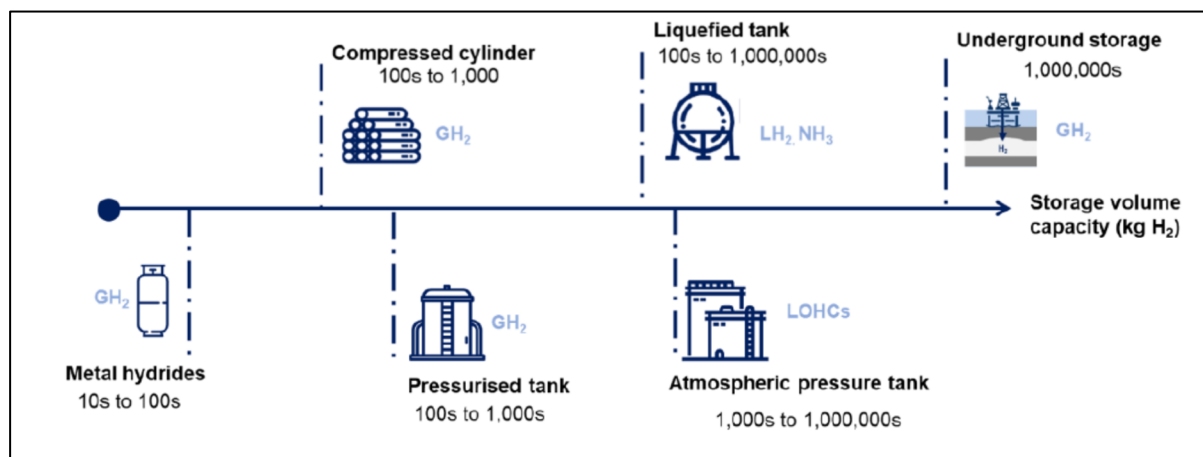 Compressed cylinder
100s to 1,000
GH₂
Liquefied tank
100s to 1,000,000s
LH₂, NH₃
Underground storage
1,000,000s
H₂
GH₂
Storage volume
capacity (kg H₂)
GH₂
Metal hydrides
10s to 100s
GH₂
Pressurised tank
100s to 1,000s
LOHCs
Atmospheric pressure tank
1,000s to 1,000,000s